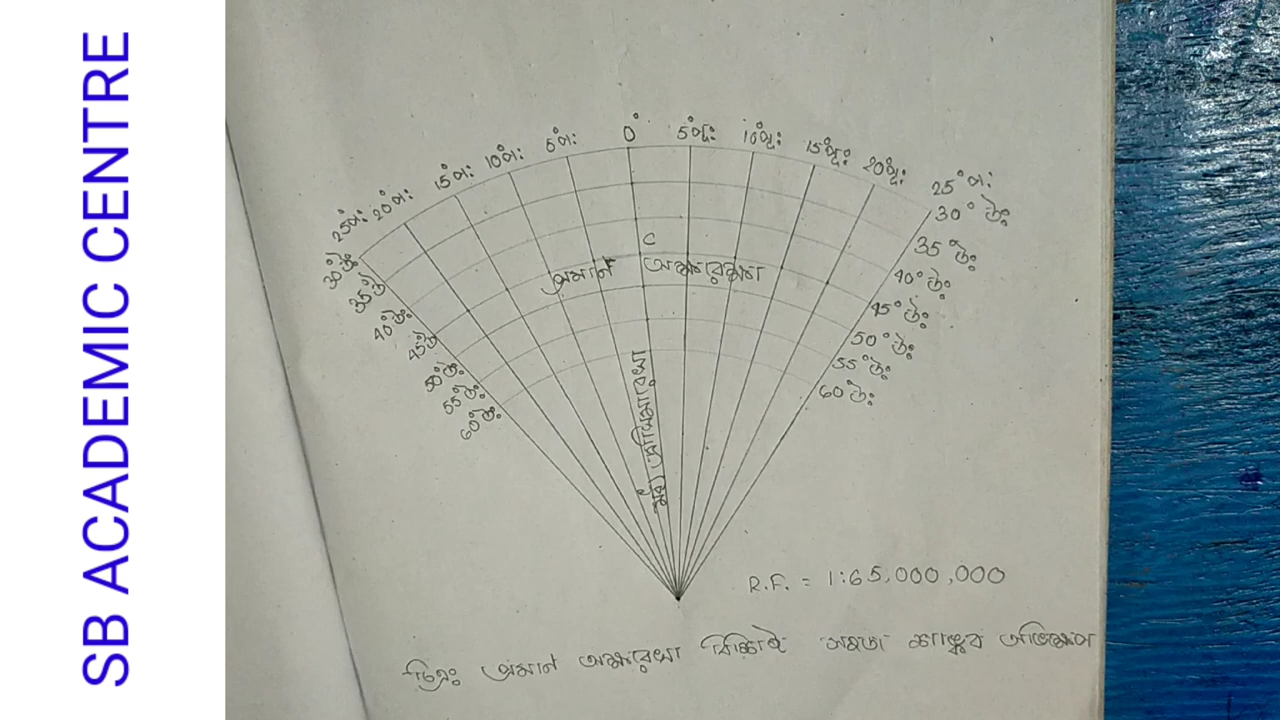 SB ACADEMIC CENTRE
25°প: 20°প: 15°প: 10°প: 5°প: 0° 5°পূ: 10°পূ: 15°পূ: 20°পূ: 25°প:
30°উঃ 30°উঃ
35°উঃ 35°উঃ
40°উঃ 40°উঃ
45°উঃ 45°উঃ
50°উঃ 50°উঃ
55°উঃ 55°উঃ
60°উঃ 60°উঃ
C
প্রমান অক্ষরেখা
মধ্য দ্রাঘিমারেখা
R.F. = 1:65,000,000
চিত্রঃ প্রমান অক্ষরেখা বিশিষ্ট সহজ শাঙ্কব অভিক্ষেপ